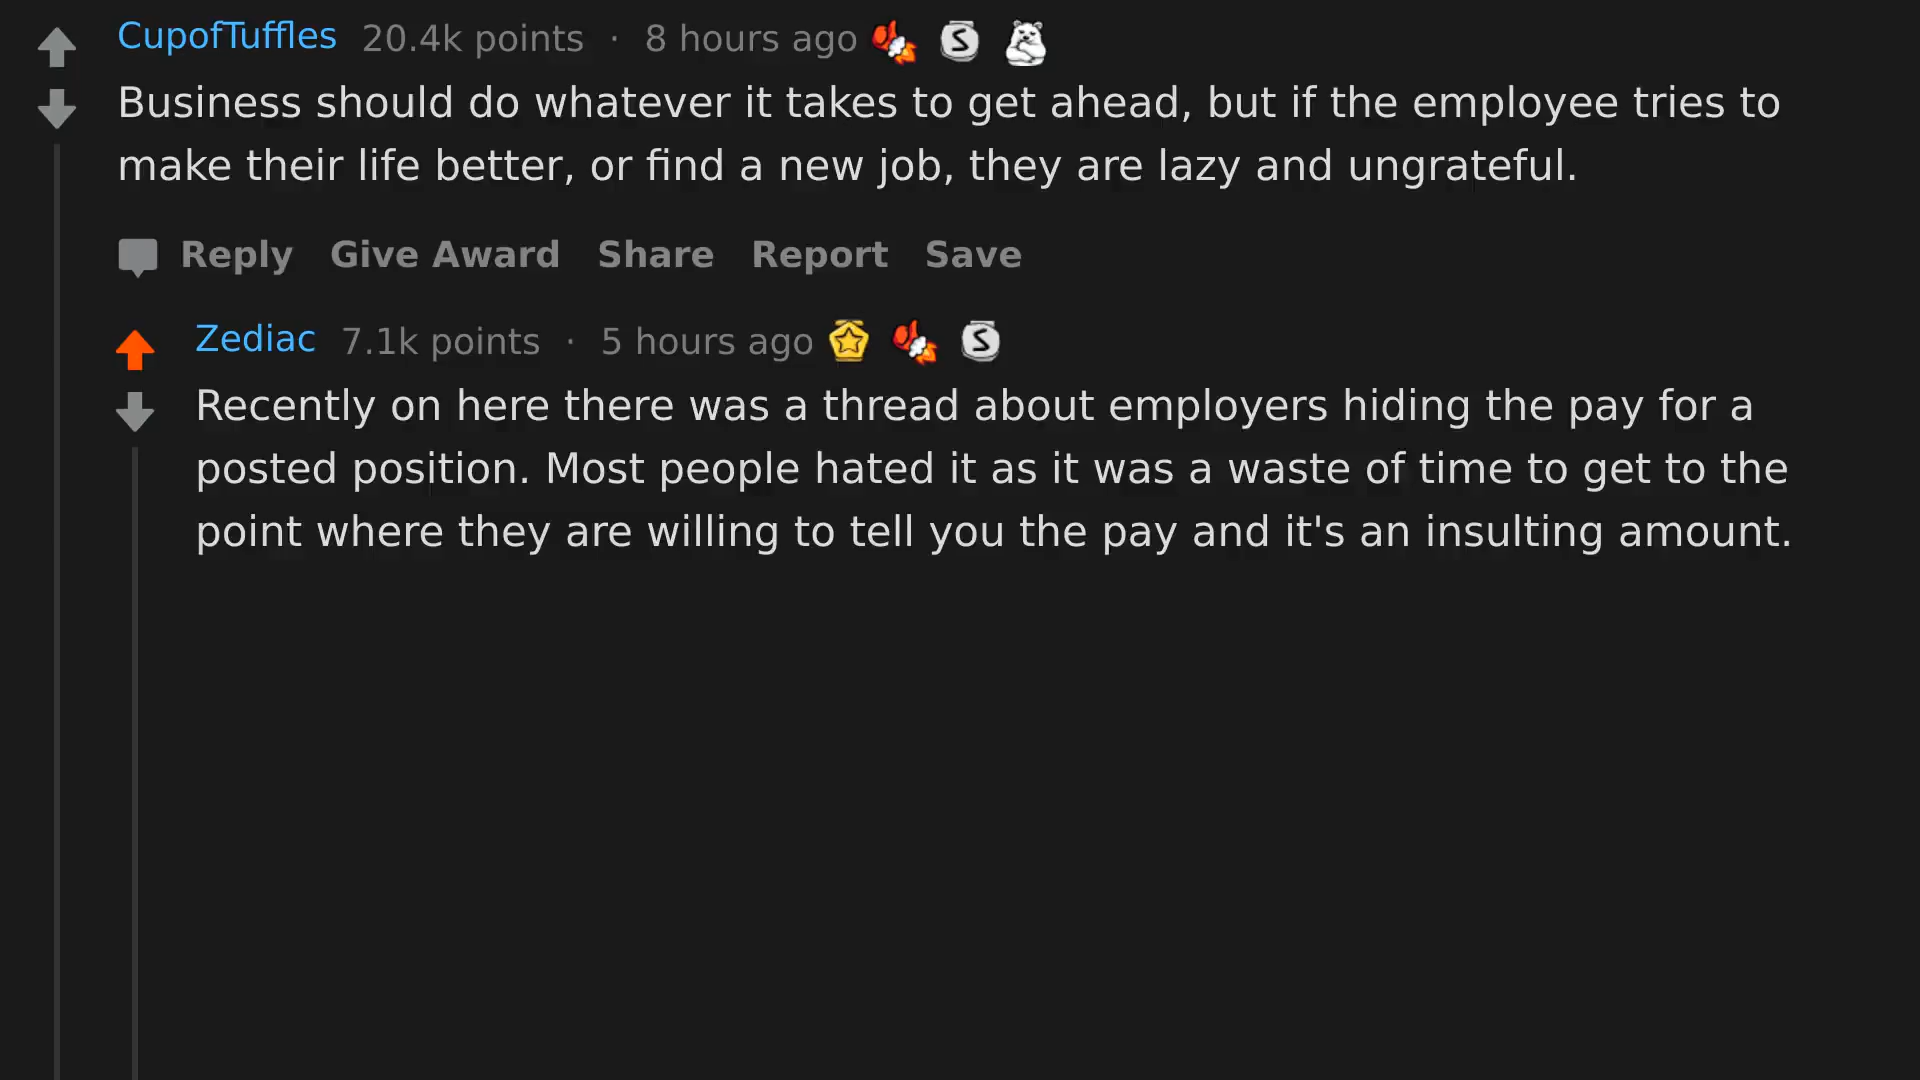 CupofTuffles 20.4k points · 8 hours ago
Business should do whatever it takes to get ahead, but if the employee tries to
make their life better, or find a new job, they are lazy and ungrateful.
Reply Give Award Share Report Save
Zediac 7.1k points · 5 hours ago
Recently on here there was a thread about employers hiding the pay for a
posted position. Most people hated it as it was a waste of time to get to the
point where they are willing to tell you the pay and it's an insulting amount.